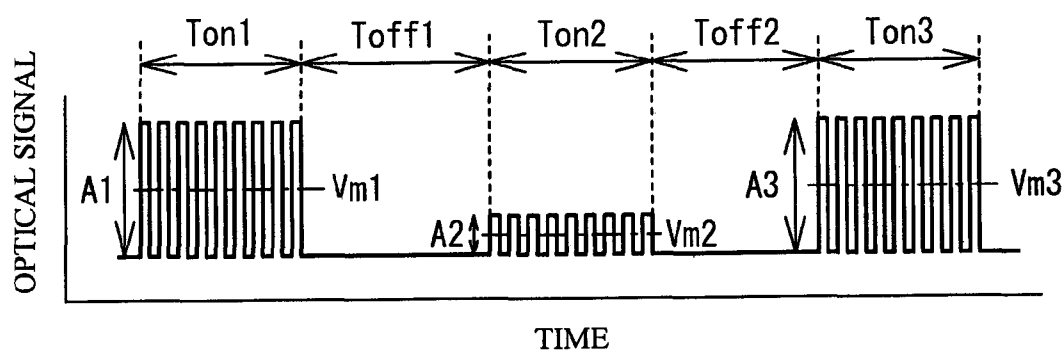 Ton1 Toff1 Ton2 Toff2 Ton3
OPTICAL SIGNAL
A1 Vm1 A2 Vm2 A3 Vm3
TIME